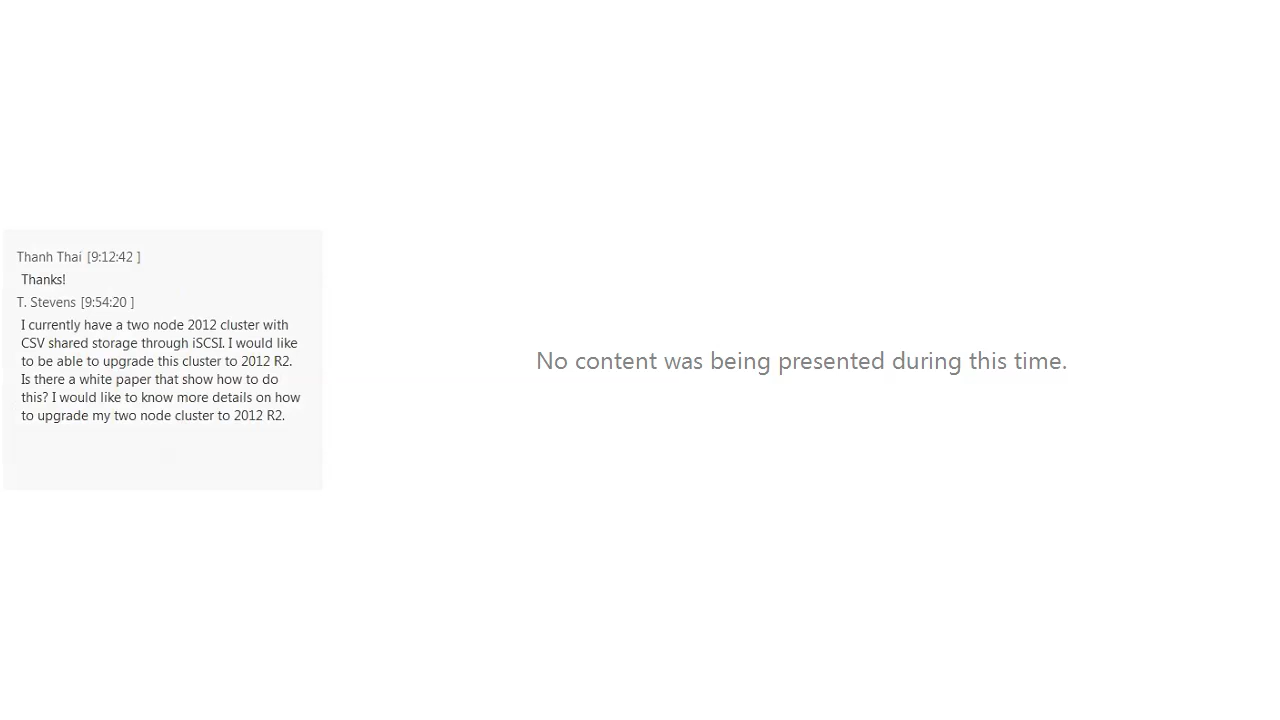 Thanh Thai [9:12:42 ]
Thanks!
T. Stevens [9:54:20 ]
I currently have a two node 2012 cluster with
CSV shared storage through iSCSI. I would like
to be able to upgrade this cluster to 2012 R2.
Is there a white paper that show how to do
this? I would like to know more details on how
to upgrade my two node cluster to 2012 R2.
No content was being presented during this time.